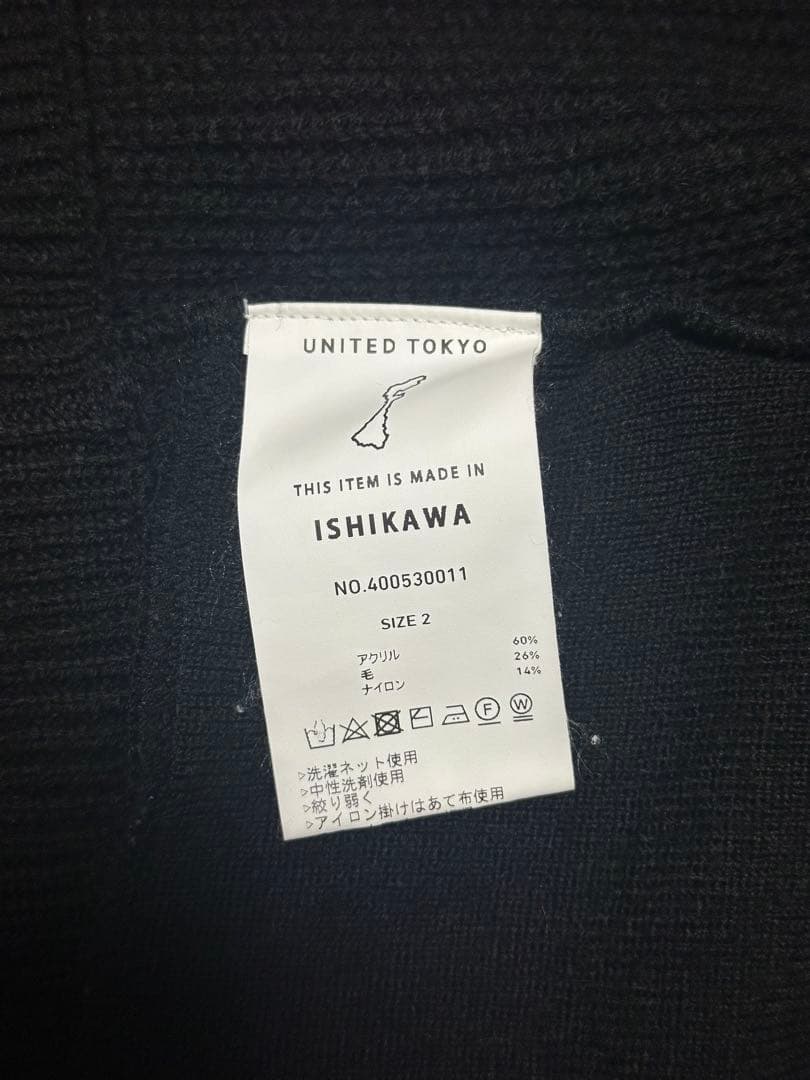 UNITED TOKYO
THIS ITEM IS MADE IN
ISHIKAWA
NO.400530011
SIZE 2
アクリル 60%
毛 26%
ナイロン 14%
F W
▷洗濯ネット使用
▷中性洗剤使用
▷絞り弱く
▷アイロン掛けはあて布使用